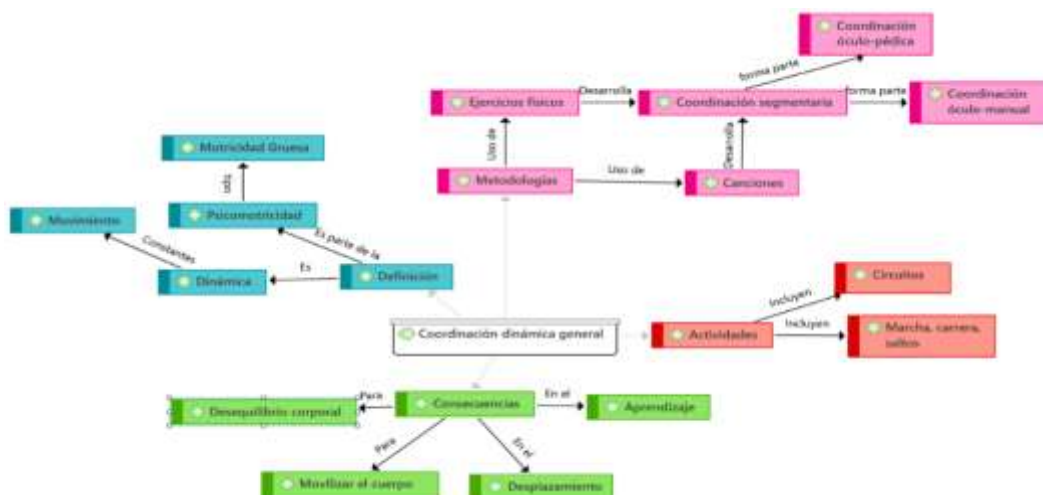 Coordinación
óculo-pédica
forma parte
Ejercicios físicos
Desarrolla
Coordinación segmentaria
forma parte
Coordinación
óculo-manual
Uso de
Desarrolla
Motricidad Gruesa
Metodologías
Uso de
Canciones
tipo
Movimiento
Psicomotricidad
Constantes
Es parte de la
Dinámica
Es
Definición
Circuitos
Incluyen
Coordinación dinámica general
Actividades
Incluyen
Marcha, carrera,
saltos
Desequilibrio corporal
Para
Consecuencias
En el
Aprendizaje
Para
En el
Movilizar el cuerpo
Desplazamiento